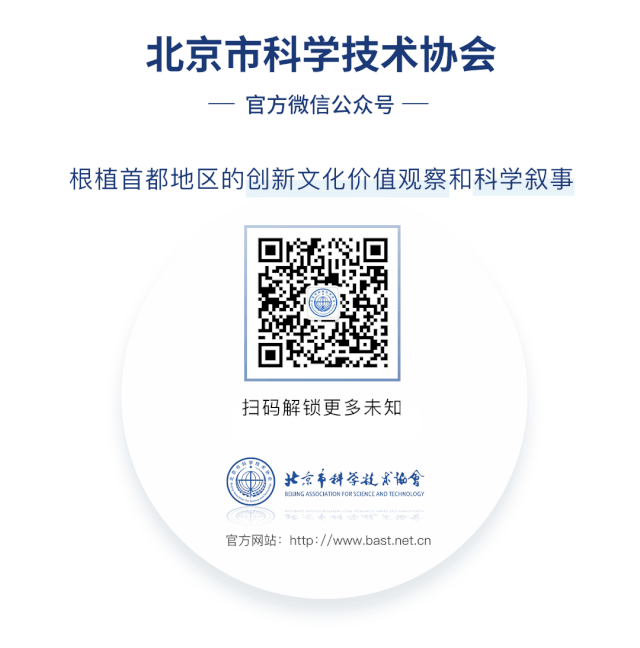 北京市科学技术协会
官方微信公众号
根植首都地区的创新文化价值观察和科学叙事
扫码解锁更多未知
北京市科学技术協會
BEIJING ASSOCIATION FOR SCIENCE AND TECHNOLOGY
官方网站：http://www.bast.net.cn